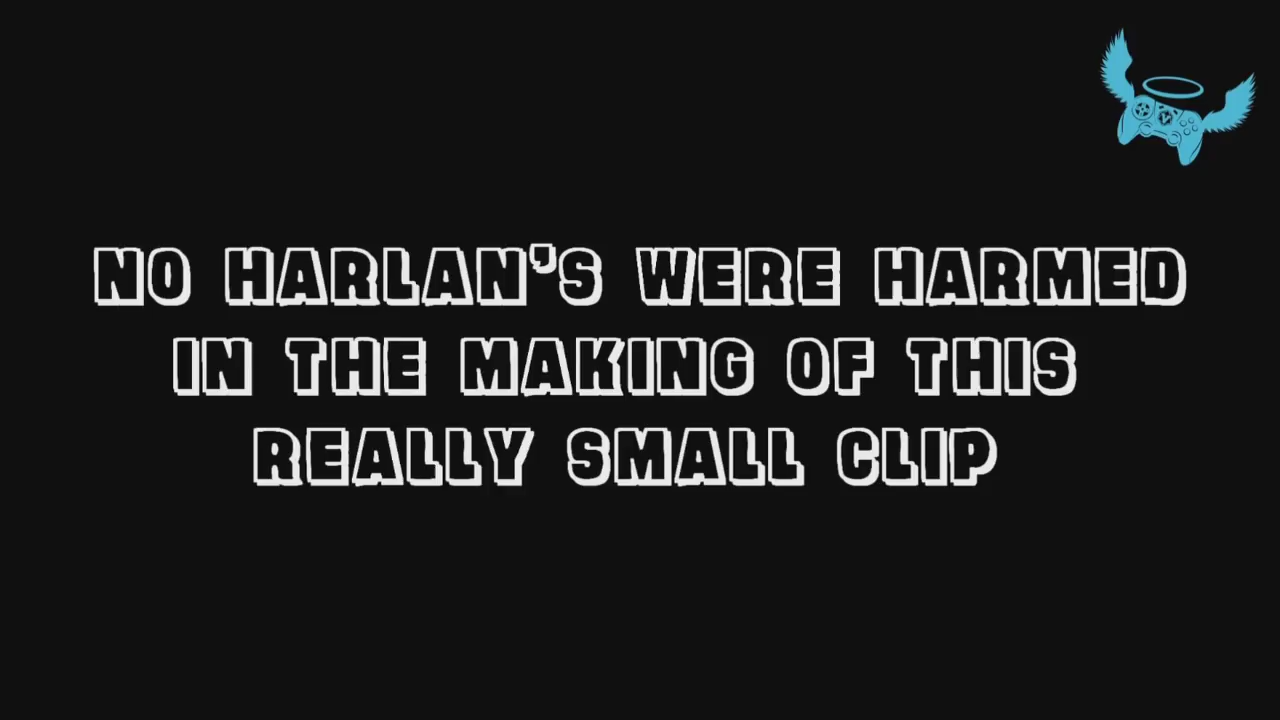 NO HARLAN'S WERE HARMED
IN THE MAKING OF THIS
REALLY SMALL CLIP